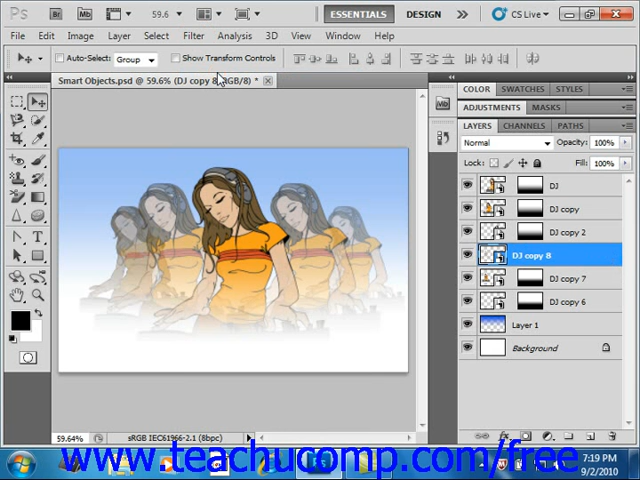 Ps Br Mb 59.6 ESSENTIALS DESIGN >> CS Live
File Edit Image Layer Select Filter Analysis 3D View Window Help
Auto-Select: Group Show Transform Controls
Smart Objects.psd @ 59.6% (DJ copy 8, RGB/8) *
COLOR SWATCHES STYLES
ADJUSTMENTS MASKS
LAYERS CHANNELS PATHS
Normal Opacity: 100%
Lock: Fill: 100%
DJ
DJ copy
DJ copy 2
DJ copy 8
DJ copy 7
DJ copy 6
Layer 1
Background
59.64% sRGB IEC61966-2.1 (8bpc)
www.teachucomp.com/free
7:19 PM
9/2/2010